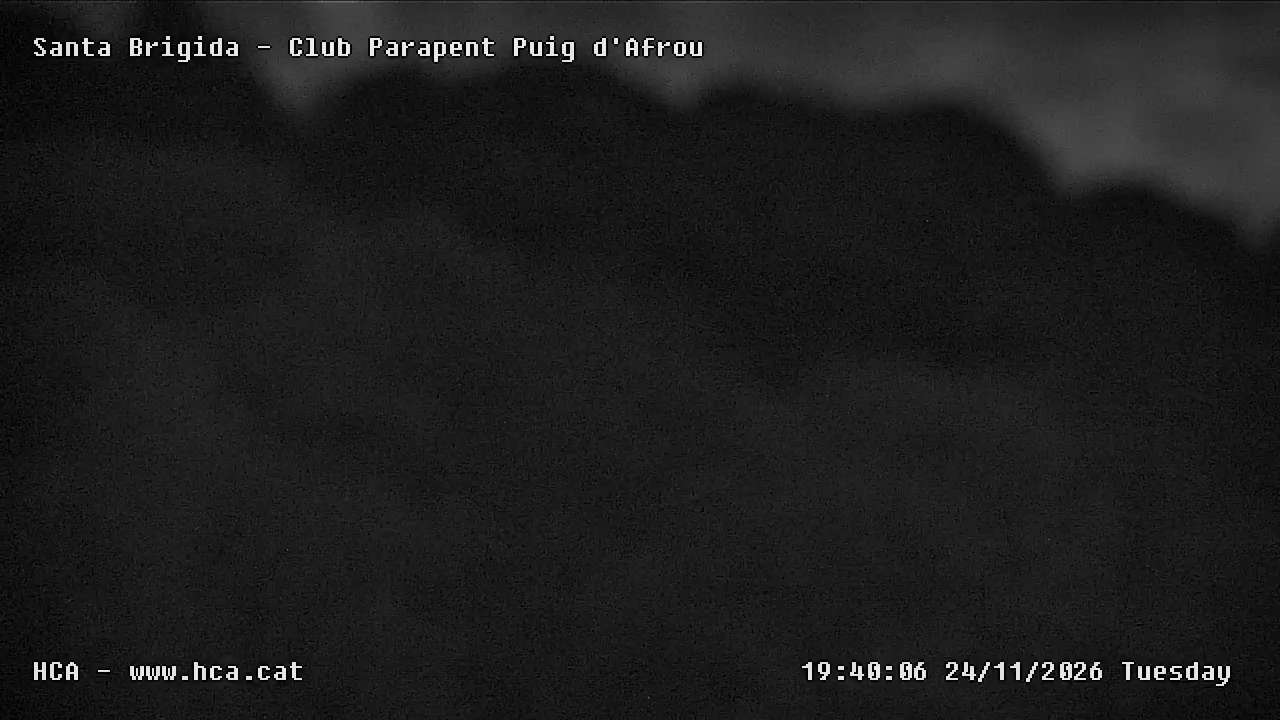 Santa Brigida - Club Parapent Puig d'Afrou
HCA - www.hca.cat
19:40:06 24/11/2026 Tuesday